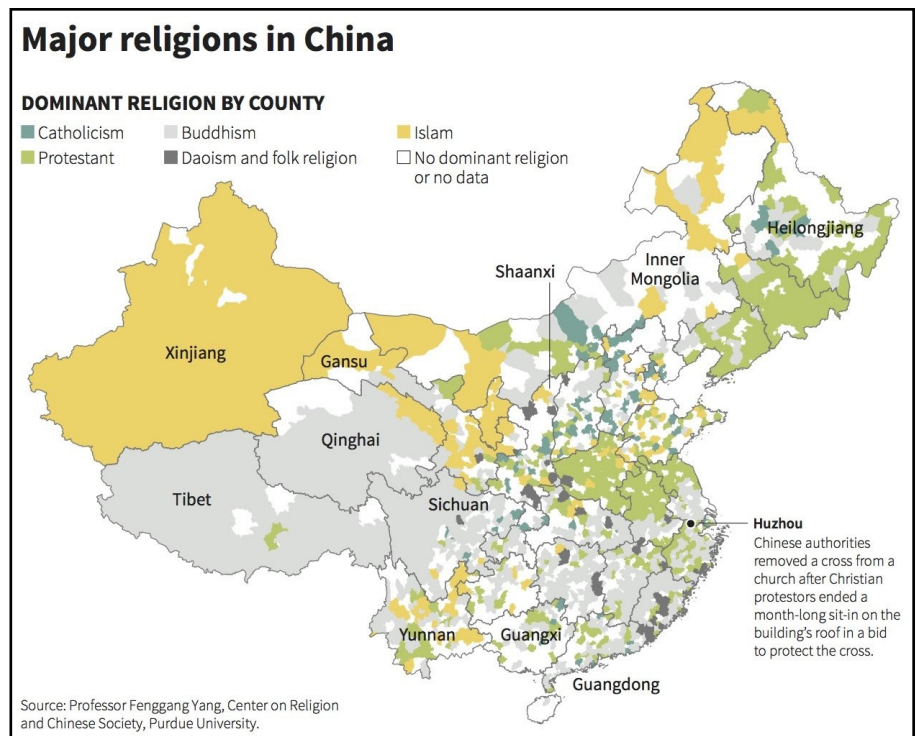 Major religions in China
DOMINANT RELIGION BY COUNTY
Catholicism
Buddhism
Islam
Protestant
Daoism and folk religion
No dominant religion
or no data
Heilongjiang
Inner
Mongolia
Shaanxi
Xinjiang
Gansu
Qinghai
Tibet
Sichuan
Huzhou
Chinese authorities
removed a cross from a
church after Christian
protestors ended a
month-long sit-in on the
building's roof in a bid
to protect the cross.
Yunnan
Guangxi
Guangdong
Source: Professor Fenggang Yang, Center on Religion
and Chinese Society, Purdue University.